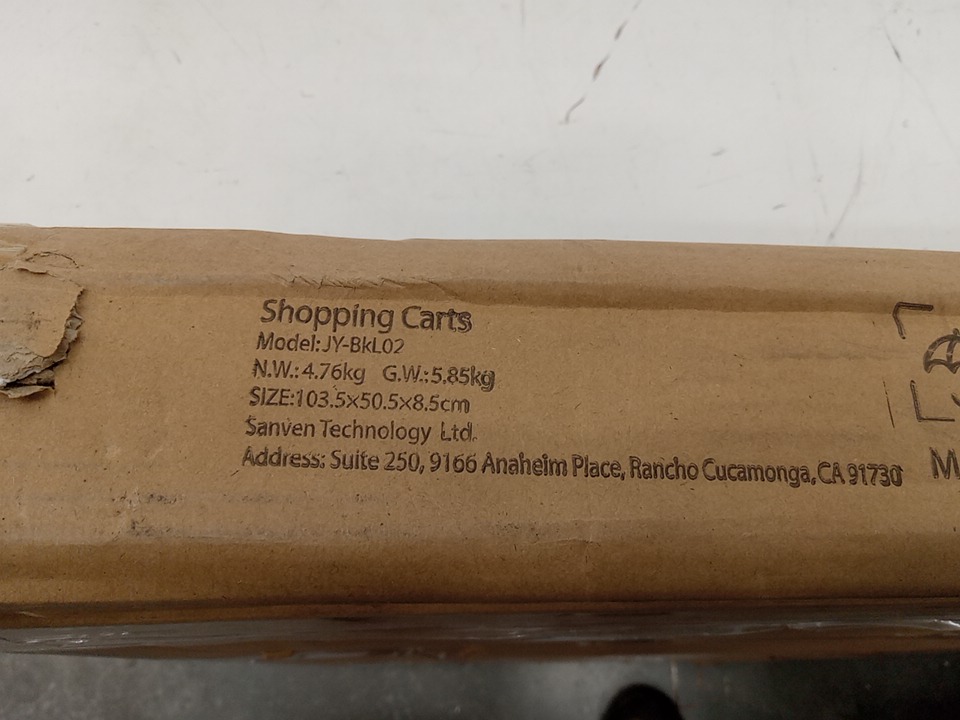 Shopping Carts
Model:JY-BkL02
N.W.:4.76kg G.W.:5.85kg
SIZE:103.5×50.5×8.5cm
Sanven Technology Ltd.
Address: Suite 250, 9166 Anaheim Place, Rancho Cucamonga,CA 91730